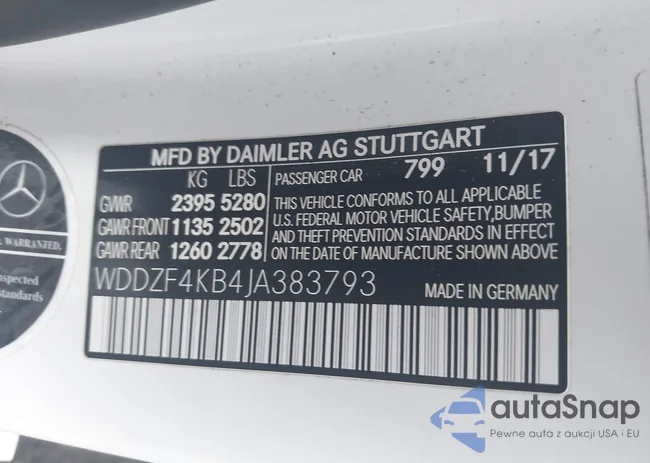 MFD BY DAIMLER AG STUTTGART
KG LBS
PASSENGER CAR 799 11/17
GVWR 2395 5280
GAWR FRONT 1135 2502
GAWR REAR 1260 2778
THIS VEHICLE CONFORMS TO ALL APPLICABLE
U.S. FEDERAL MOTOR VEHICLE SAFETY,BUMPER
AND THEFT PREVENTION STANDARDS IN EFFECT
ON THE DATE OF MANUFACTURE SHOWN ABOVE
WDDZF4KB4JA383793
MADE IN GERMANY
WARRANTED.
standards
autaSnap
Pewne auta z aukcji USA i EU